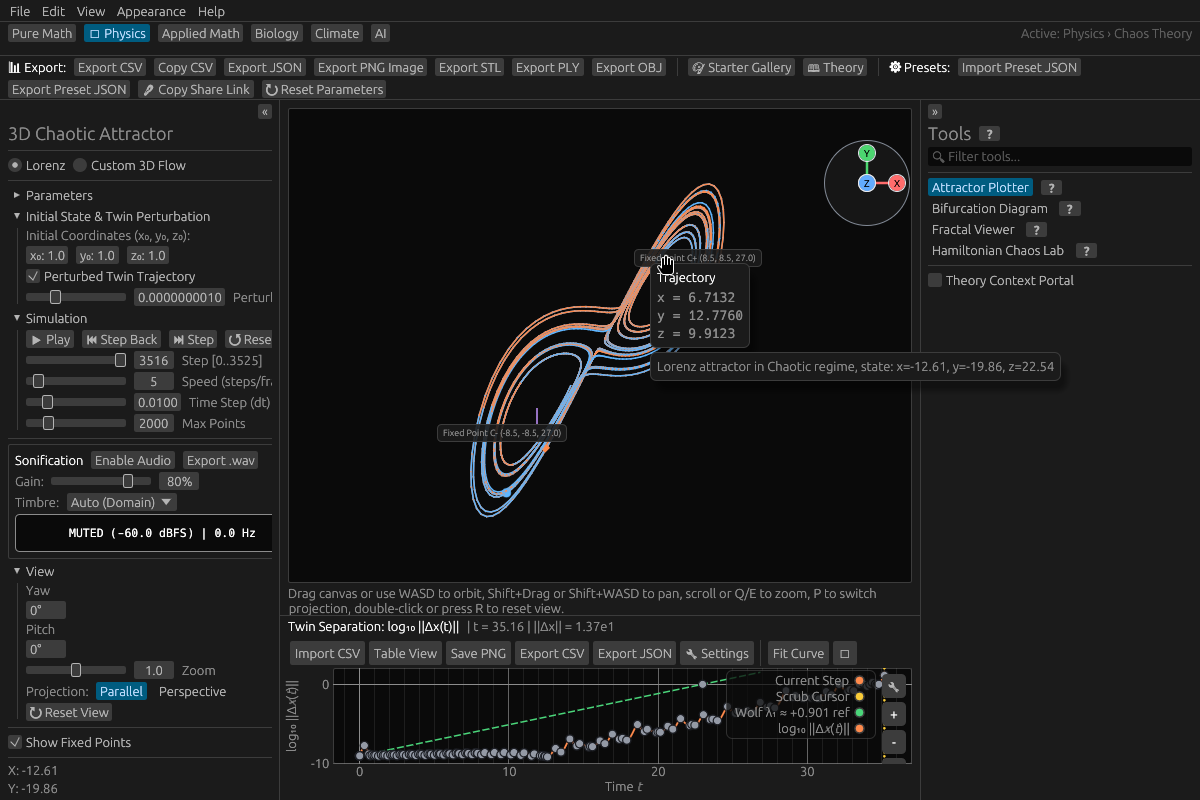 File Edit View Appearance Help
Pure Math Physics Applied Math Biology Climate AI Active: Physics › Chaos Theory
Export: Export CSV Copy CSV Export JSON Export PNG Image Export STL Export PLY Export OBJ Starter Gallery Theory Presets: Import Preset JSON
Export Preset JSON Copy Share Link Reset Parameters
«
3D Chaotic Attractor
Lorenz Custom 3D Flow
Parameters
Initial State & Twin Perturbation
Initial Coordinates (x₀, y₀, z₀):
x₀: 1.0 y₀: 1.0 z₀: 1.0
Perturbed Twin Trajectory
0.0000000010 Perturl
Simulation
Play Step Back Step Rese
3516 Step [0..3525]
5 Speed (steps/fra
0.0100 Time Step (dt)
2000 Max Points
Sonification Enable Audio Export .wav
Gain: 80%
Timbre: Auto (Domain)
MUTED (-60.0 dBFS) | 0.0 Hz
View
Yaw
0°
Pitch
0°
1.0 Zoom
Projection: Parallel Perspective
Reset View
Show Fixed Points
X: -12.61
Y: -19.86
Y
Z X
Fixed Point C+ (8.5, 8.5, 27.0)
Trajectory
x = 6.7132
y = 12.7760
z = 9.9123
Lorenz attractor in Chaotic regime, state: x=-12.61, y=-19.86, z=22.54
Fixed Point C- (-8.5, -8.5, 27.0)
Drag canvas or use WASD to orbit, Shift+Drag or Shift+WASD to pan, scroll or Q/E to zoom, P to switch
projection, double-click or press R to reset view.
Twin Separation: log₁₀ ||Δx(t)|| | t = 35.16 | ||Δx|| = 1.37e1
Import CSV Table View Save PNG Export CSV Export JSON Settings Fit Curve
log₁₀ ||Δx(t)||
0
-10
0 10 20 30
Time t
Current Step
Scrub Cursor
Wolf λ₁ ≈ +0.901 ref
log₁₀ ||Δx(t)||
+
-
»
Tools ?
Filter tools...
Attractor Plotter ?
Bifurcation Diagram ?
Fractal Viewer ?
Hamiltonian Chaos Lab ?
Theory Context Portal